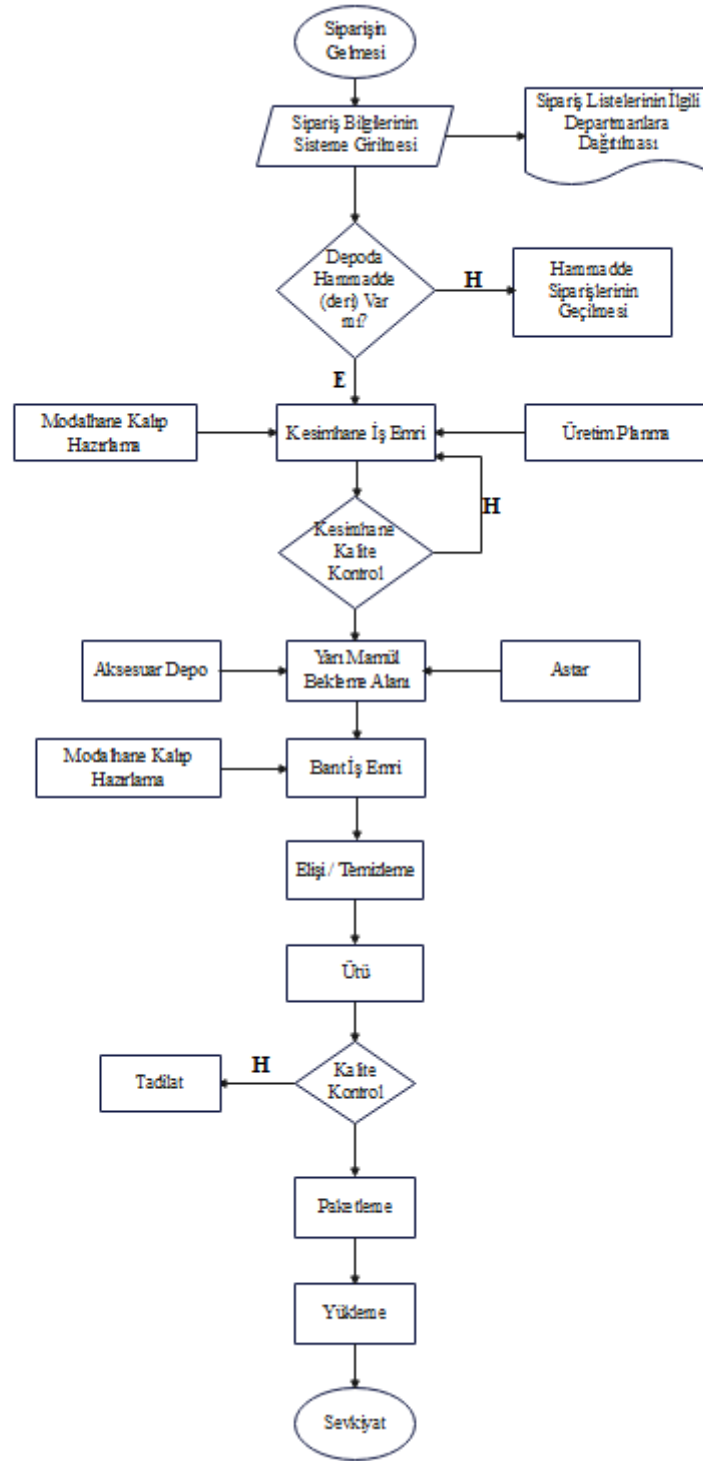 Siparişin
Gelmesi
Sipariş Bilgilerinin
Sisteme Girilmesi
Sipariş Listelerinin İlgili
Departmanlara
Dağıtılması
Depoda
Hammadde
(deri) Var
mı?
H
Hammadde
Siparişlerinin
Geçilmesi
E
Modalhane Kalıp
Hazırlama
Kesimhane İş Emri
Üretim Planma
H
Kesimhane
Kalite
Kontrol
Aksesuar Depo
Yarı Mamül
Bekleme Alanı
Astar
Modalhane Kalıp
Hazırlama
Bant İş Emri
Elişi / Temizleme
Ütü
H
Tadilat
Kalite
Kontrol
Paketleme
Yükleme
Sevkiyat